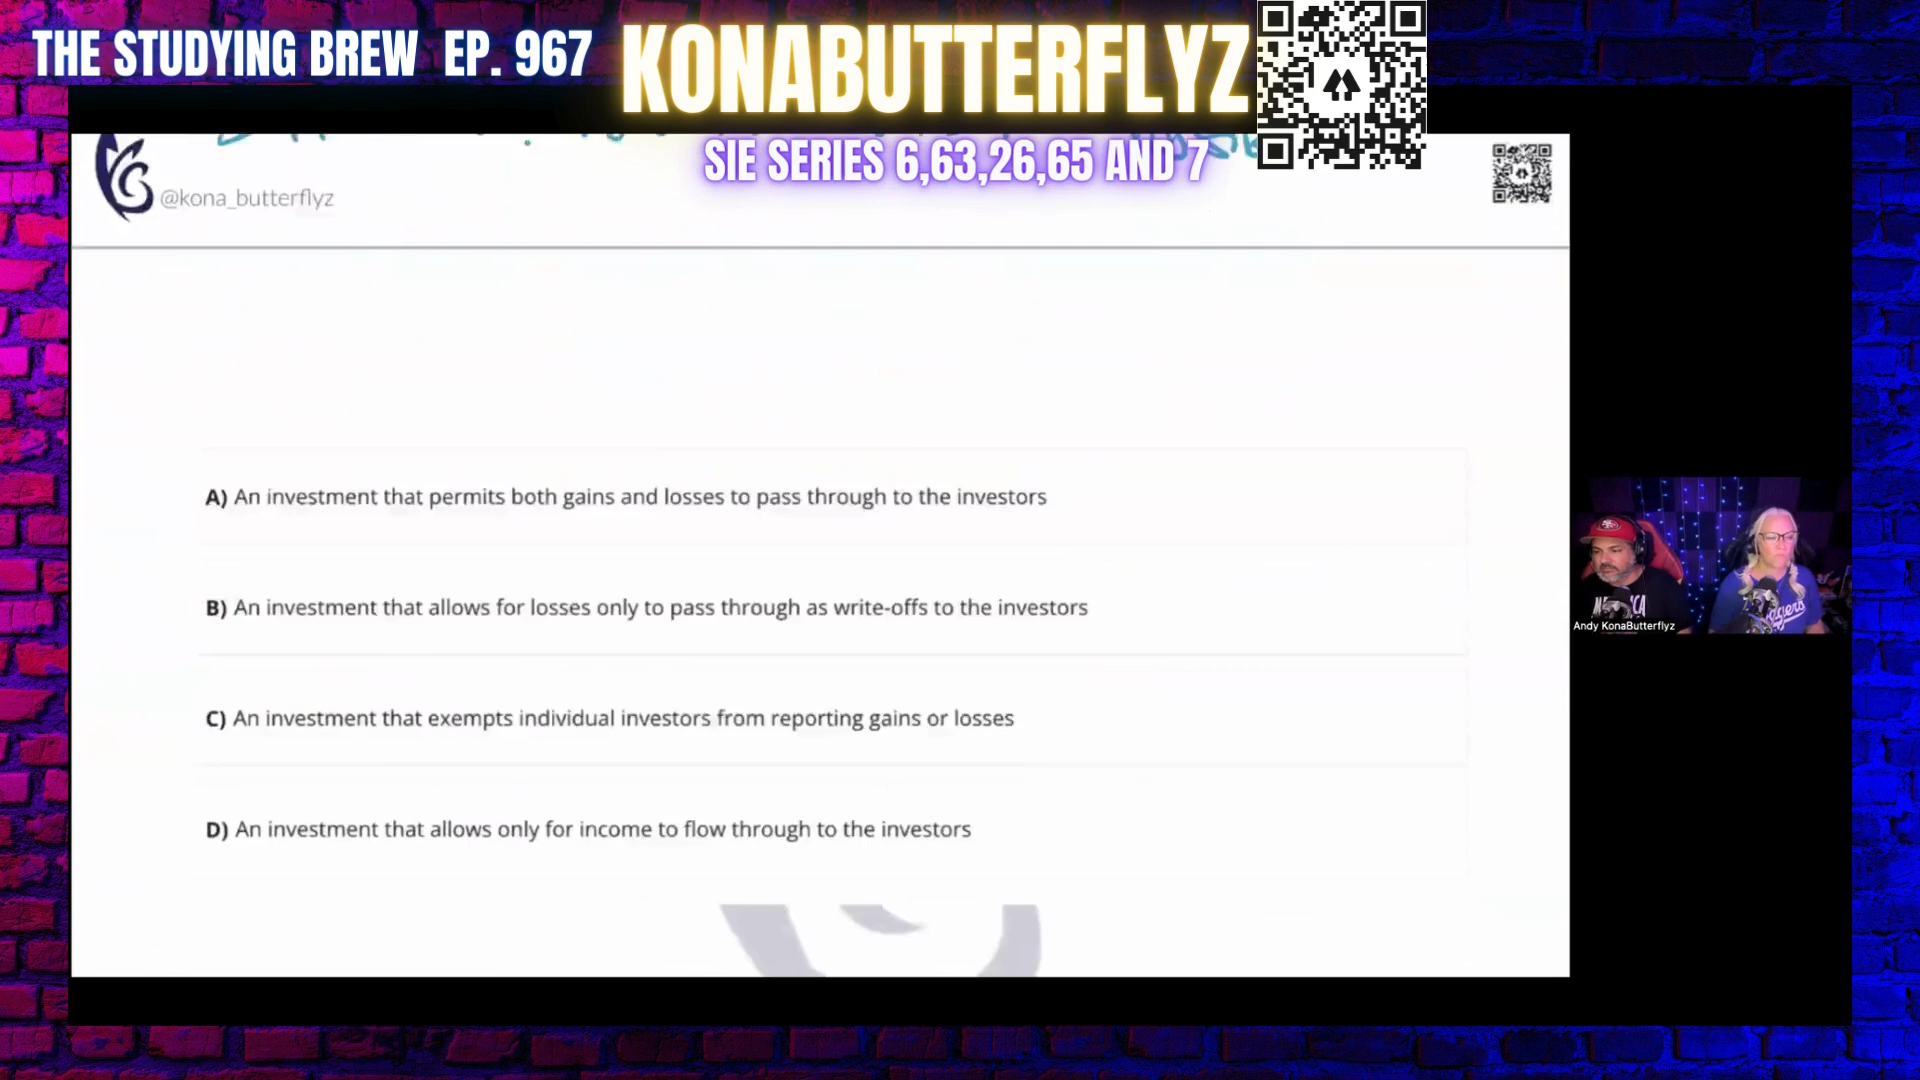 THE STUDYING BREW EP. 967
KONABUTTERFLYZ
SIE SERIES 6,63,26,65 AND 7
@kona_butterflyz
A) An investment that permits both gains and losses to pass through to the investors
B) An investment that allows for losses only to pass through as write-offs to the investors
C) An investment that exempts individual investors from reporting gains or losses
D) An investment that allows only for income to flow through to the investors
Andy KonaButterflyz